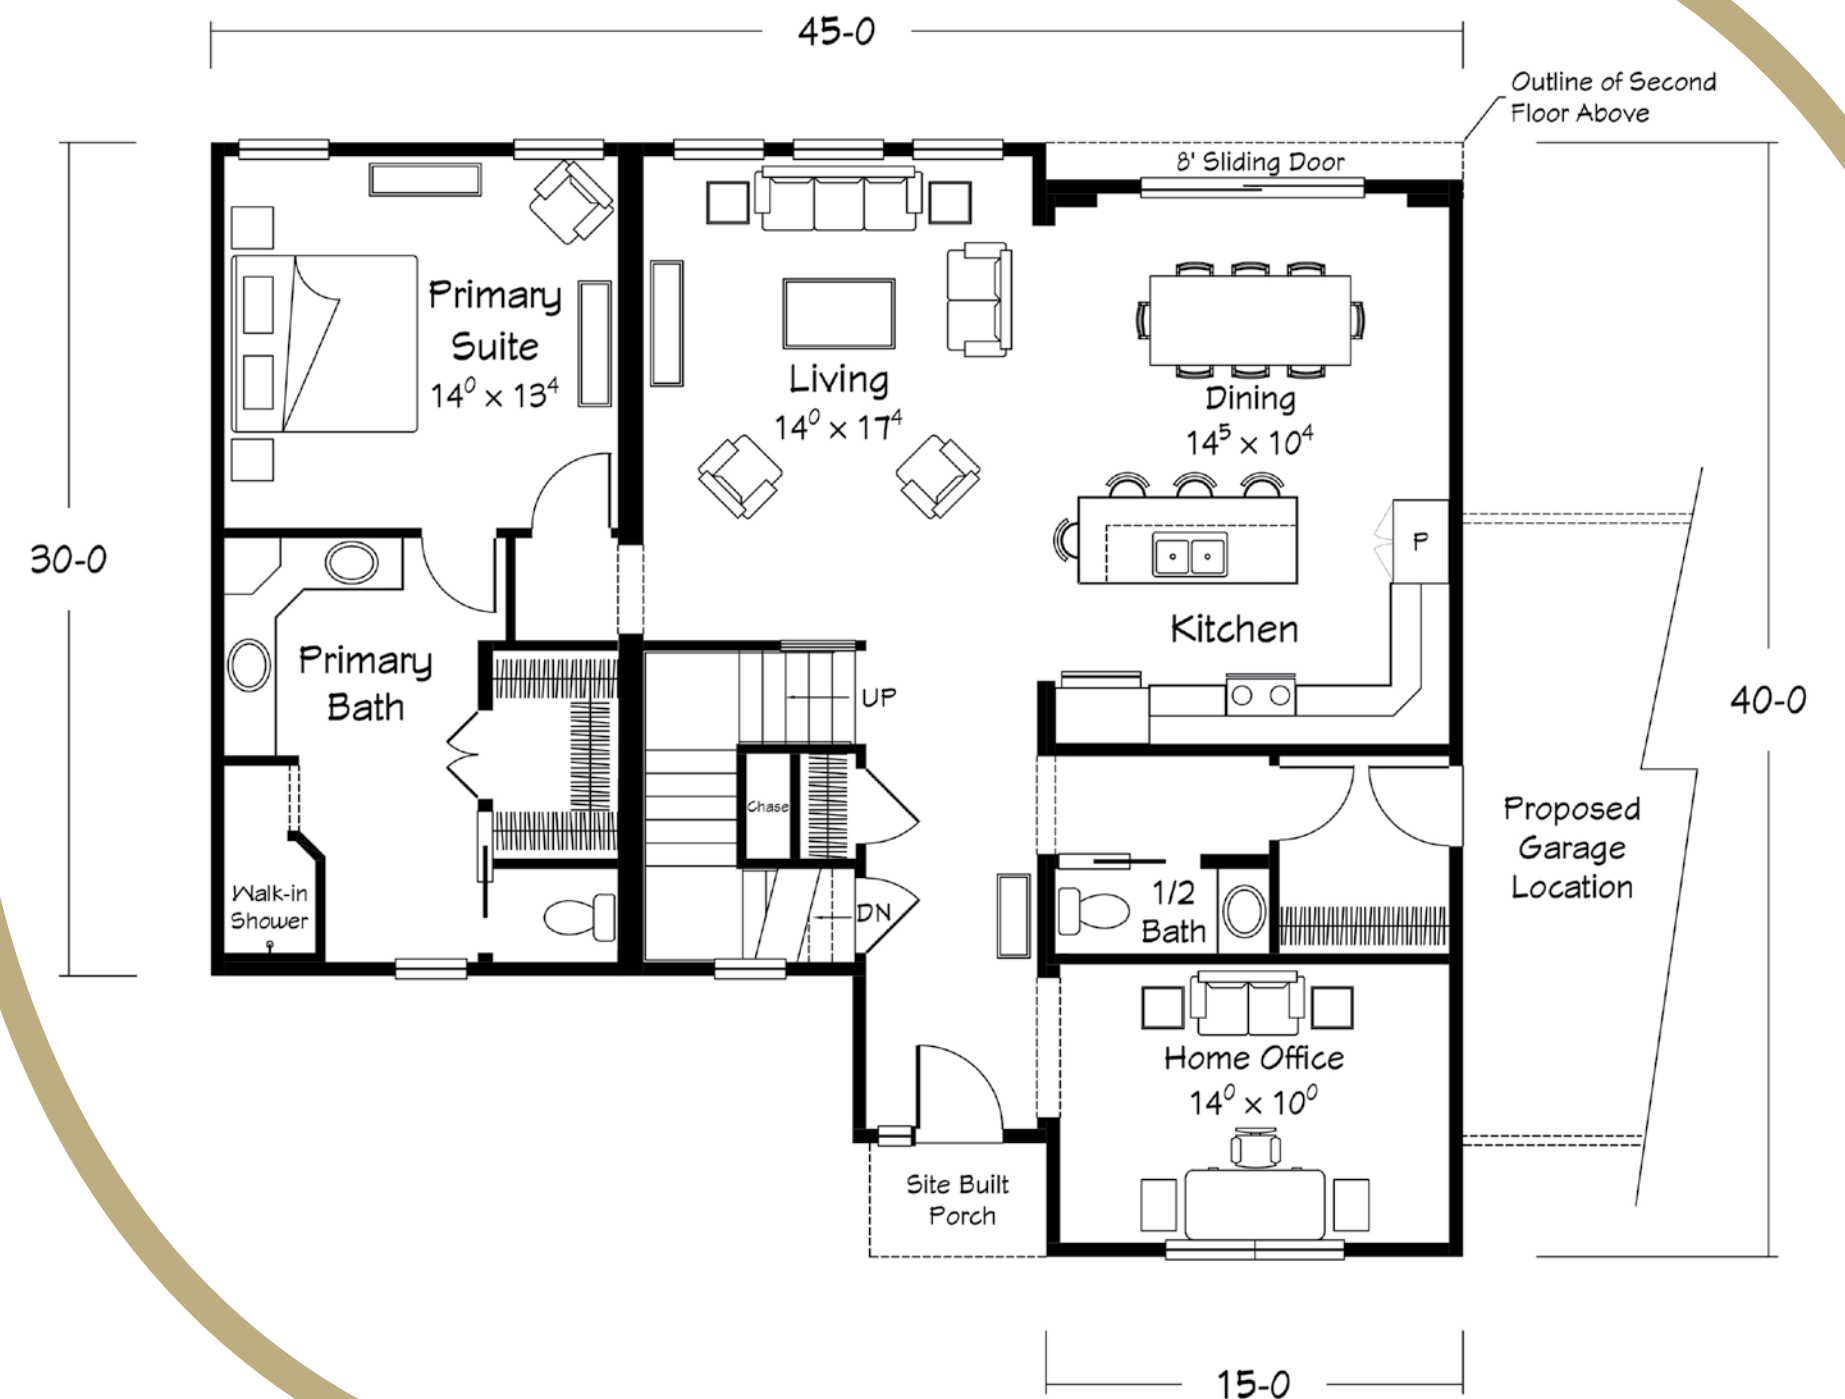 45-0
Outline of Second
Floor Above
8' Sliding Door
Primary
Suite
14⁰ x 13⁴
Living
14⁰ x 17⁴
Dining
14⁵ x 10⁴
30-0
P
Kitchen
Primary
Bath
UP
40-0
Chase
Proposed
Garage
Location
Walk-in
Shower
DN
1/2
Bath
Home Office
14⁰ x 10⁰
Site Built
Porch
15-0